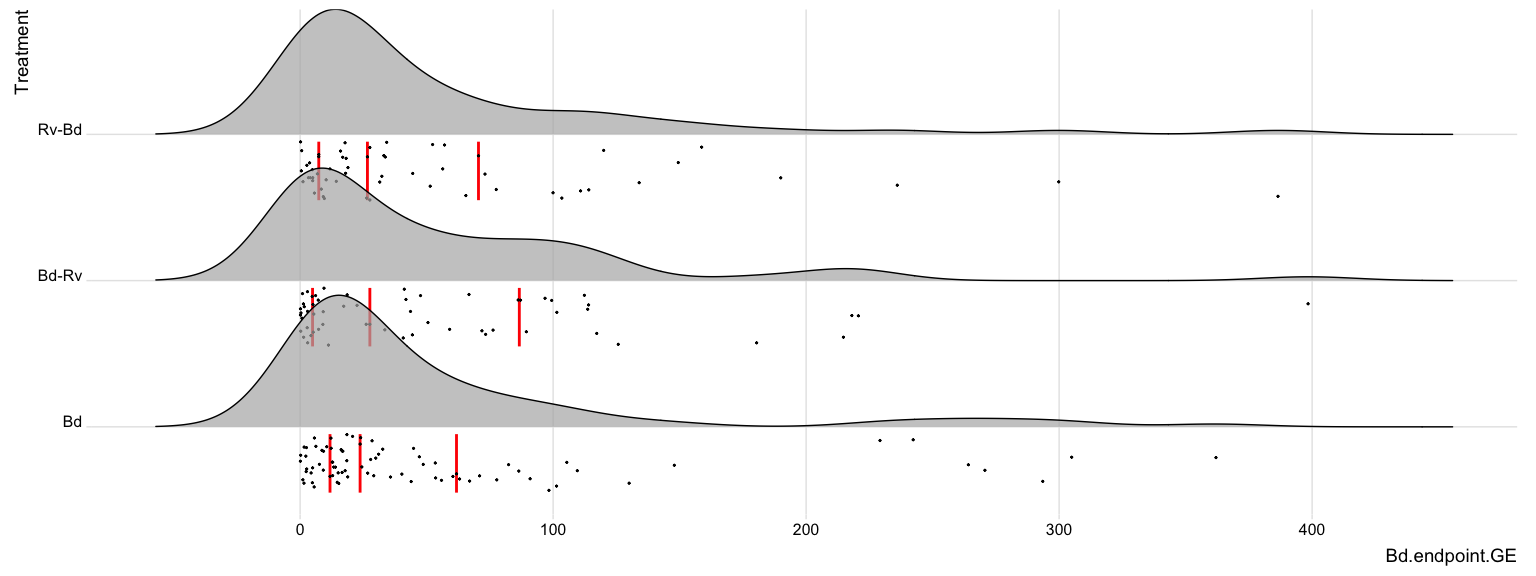 Treatment
Rv-Bd
Bd-Rv
Bd
0 100 200 300 400
Bd.endpoint.GE